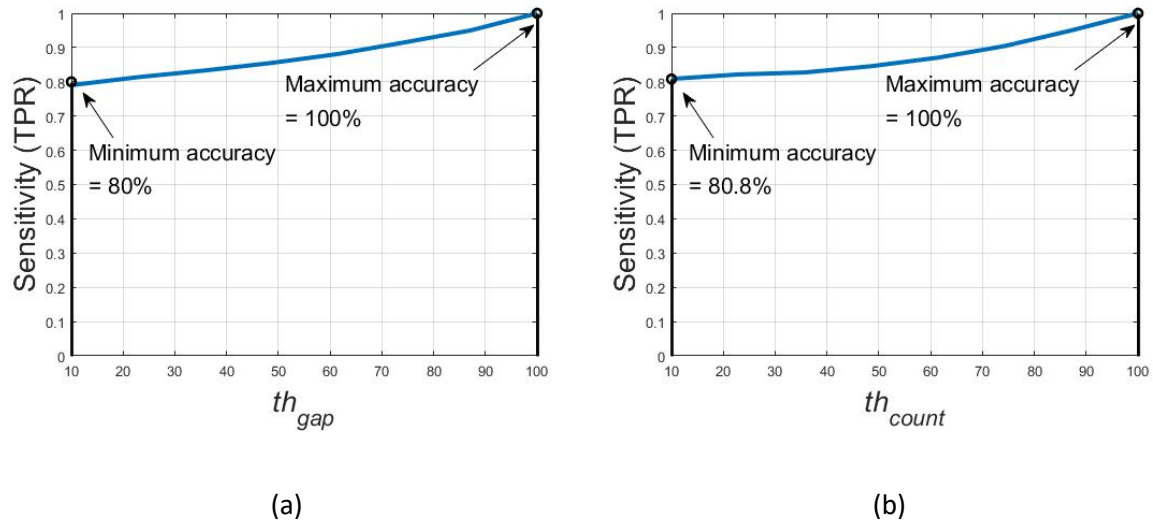 1
0.9
0.8
0.7
0.6
0.5
0.4
0.3
0.2
0.1
0
Sensitivity (TPR)
Maximum accuracy
= 100%
Minimum accuracy
= 80%
10 20 30 40 50 60 70 80 90 100
th_gap
(a)
1
0.9
0.8
0.7
0.6
0.5
0.4
0.3
0.2
0.1
0
Sensitivity (TPR)
Maximum accuracy
= 100%
Minimum accuracy
= 80.8%
10 20 30 40 50 60 70 80 90 100
th_count
(b)